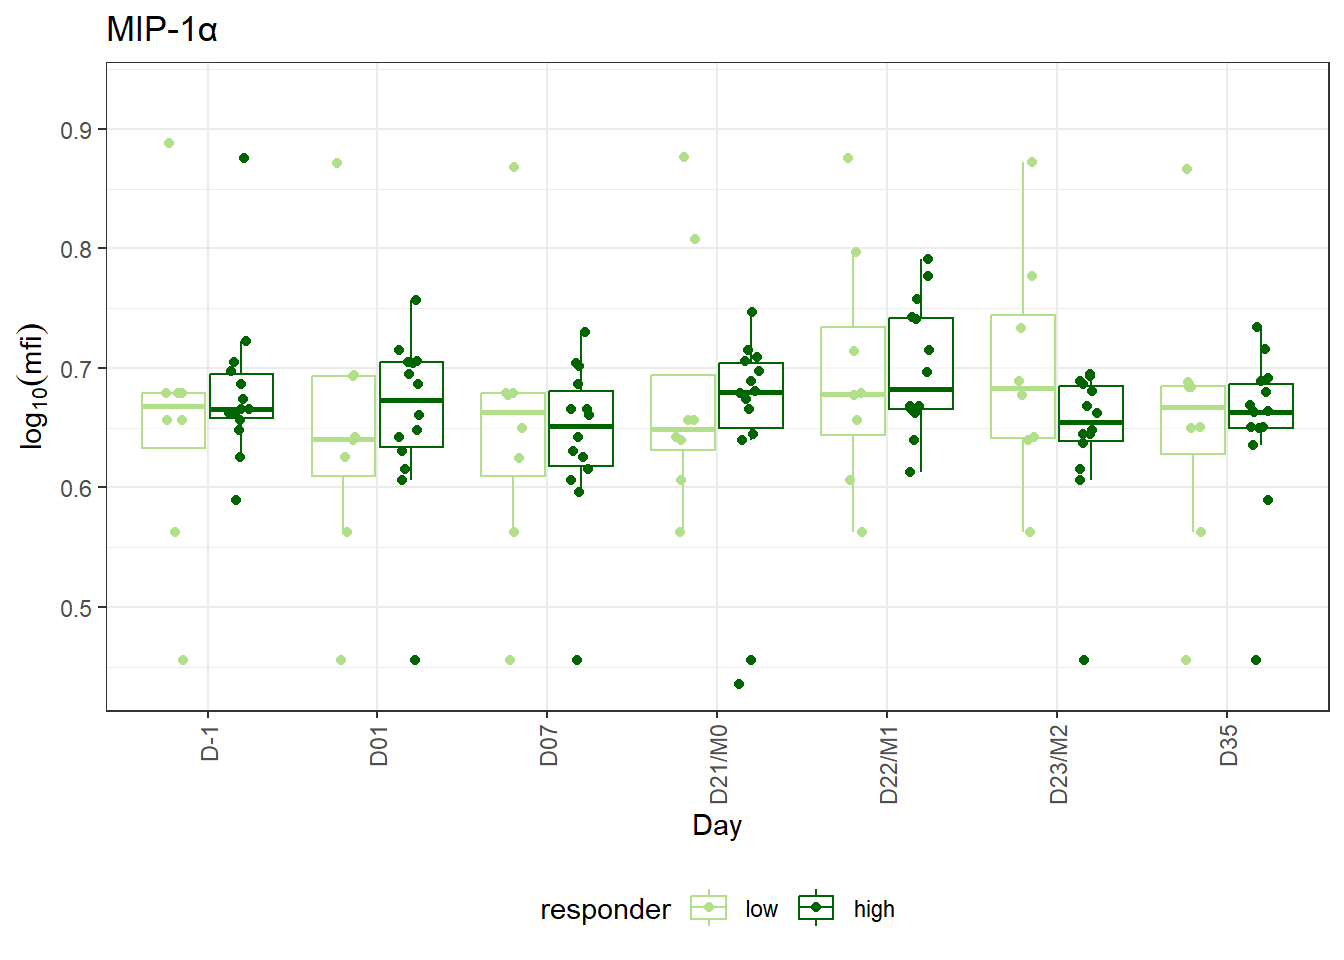 MIP-1α
0.9
0.8
0.7
0.6
0.5
log10(mfi)
D-1
D01
D07
D21/M0
D22/M1
D23/M2
D35
Day
responder low high